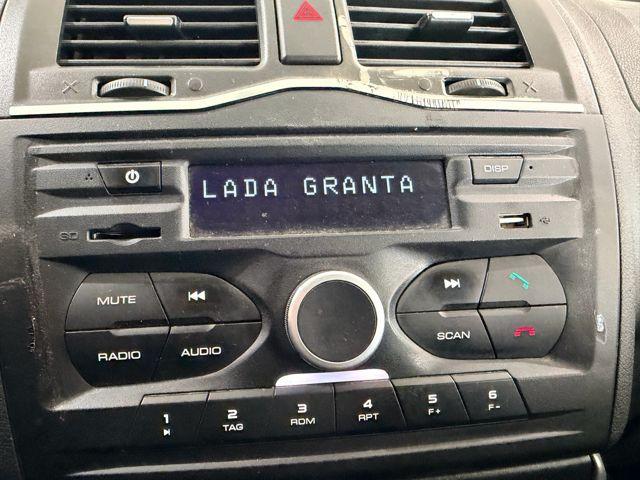 LADA GRANTA
DISP
SD
MUTE
RADIO
AUDIO
SCAN
1
2
TAG
3
RDM
4
RPT
5
F+
6
F-